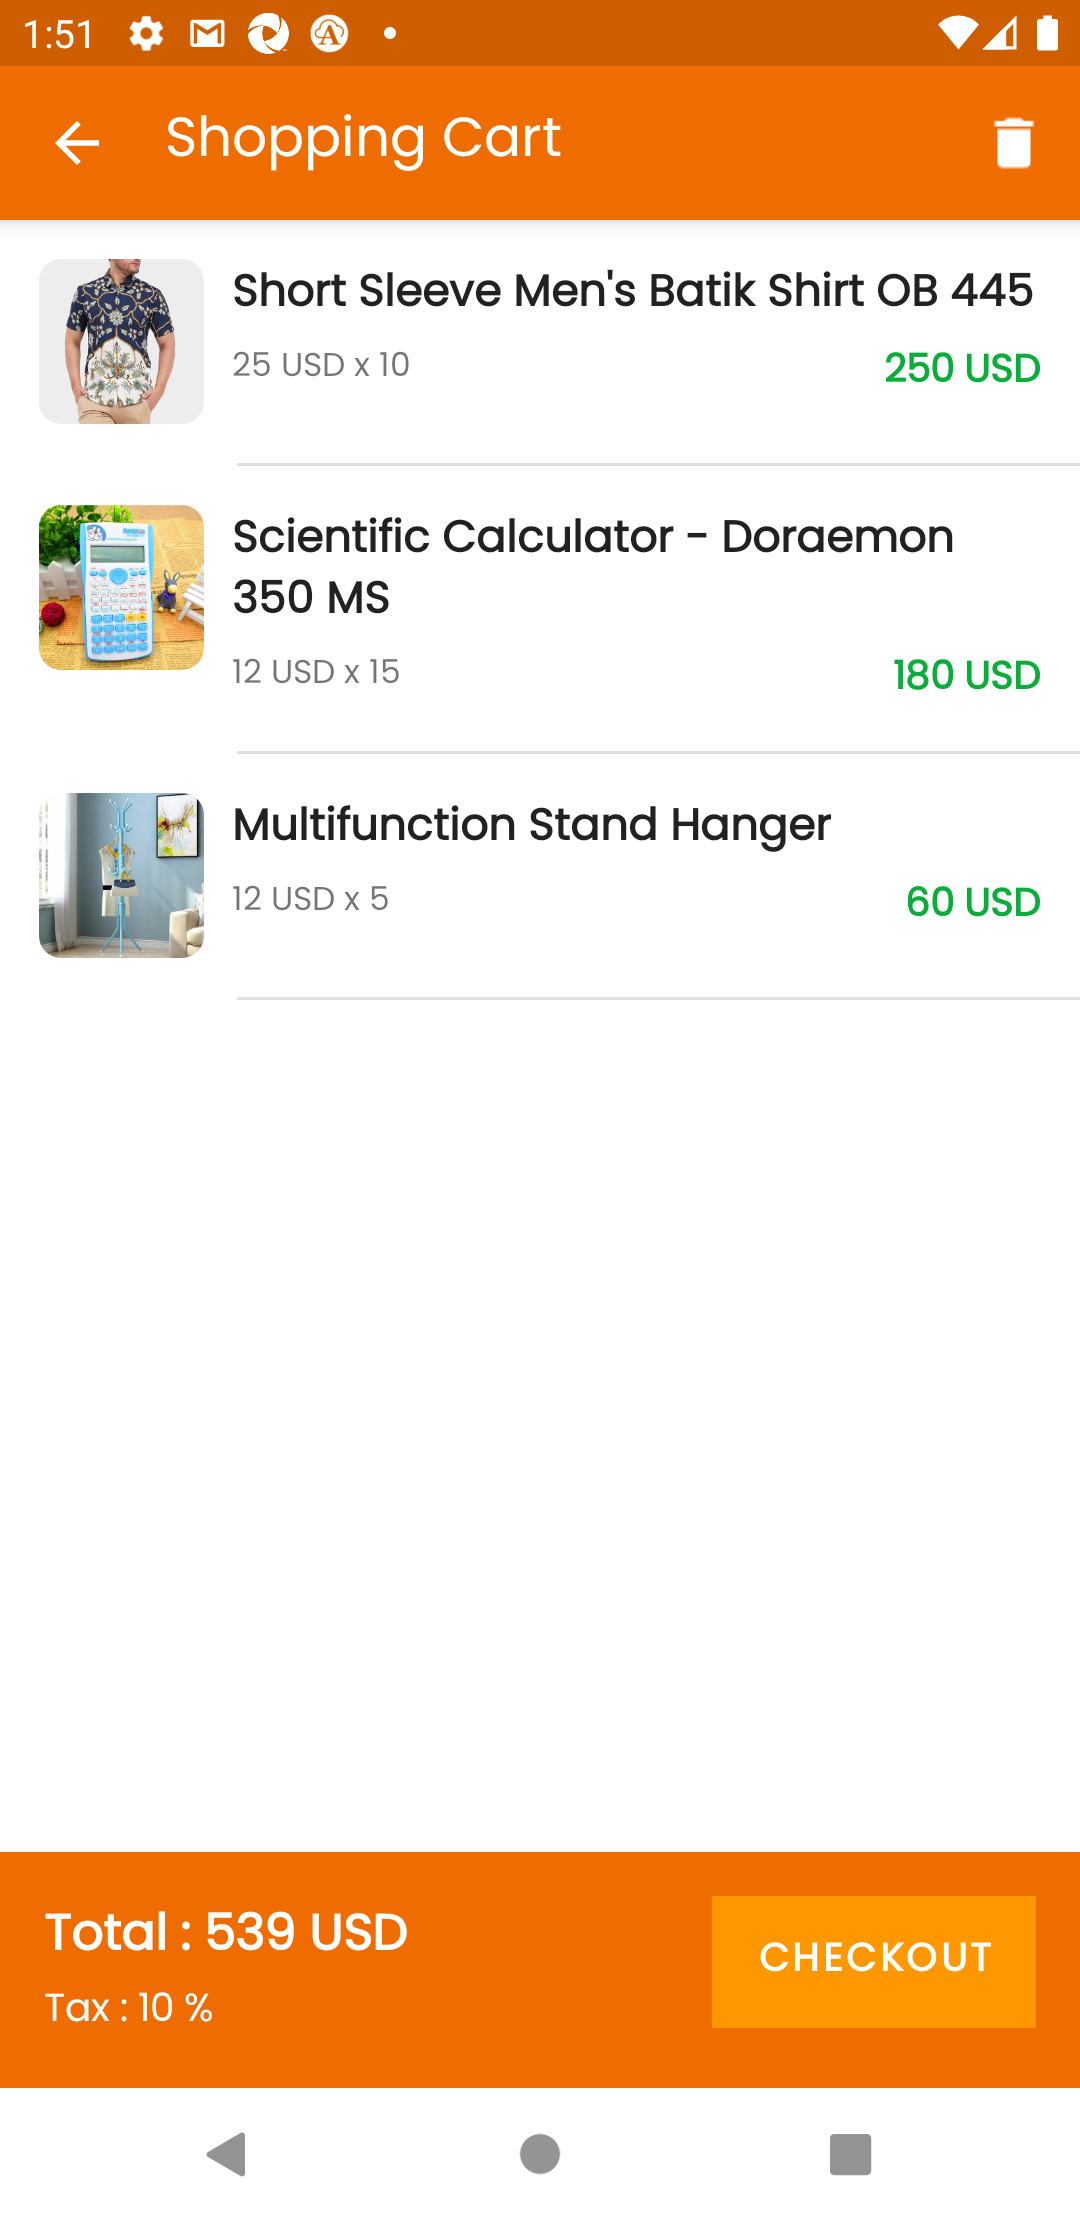 1:51
Shopping Cart
Short Sleeve Men's Batik Shirt OB 445
25 USD x 10
250 USD
Scientific Calculator - Doraemon
350 MS
12 USD x 15
180 USD
Multifunction Stand Hanger
12 USD x 5
60 USD
Total : 539 USD
CHECKOUT
Tax : 10 %